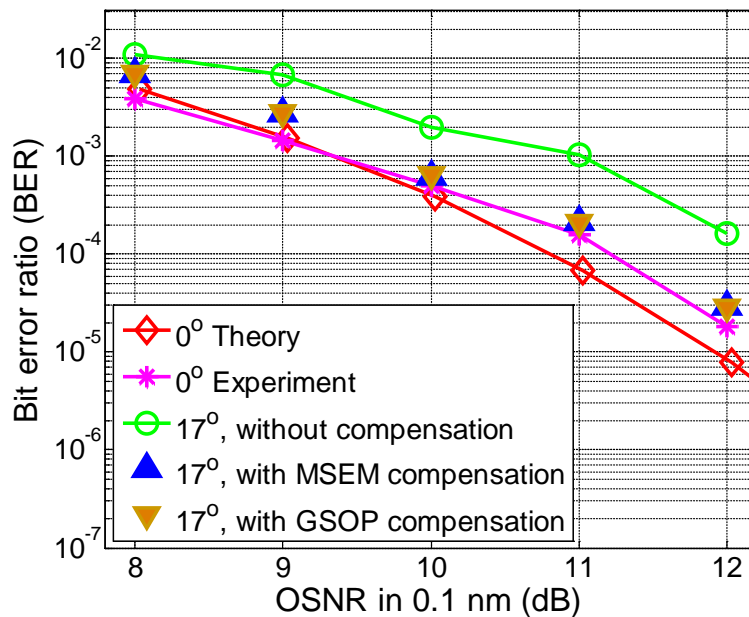 Bit error ratio (BER)
10⁻²
10⁻³
10⁻⁴
10⁻⁵
10⁻⁶
10⁻⁷
0° Theory
0° Experiment
17°, without compensation
17°, with MSEM compensation
17°, with GSOP compensation
8 9 10 11 12
OSNR in 0.1 nm (dB)